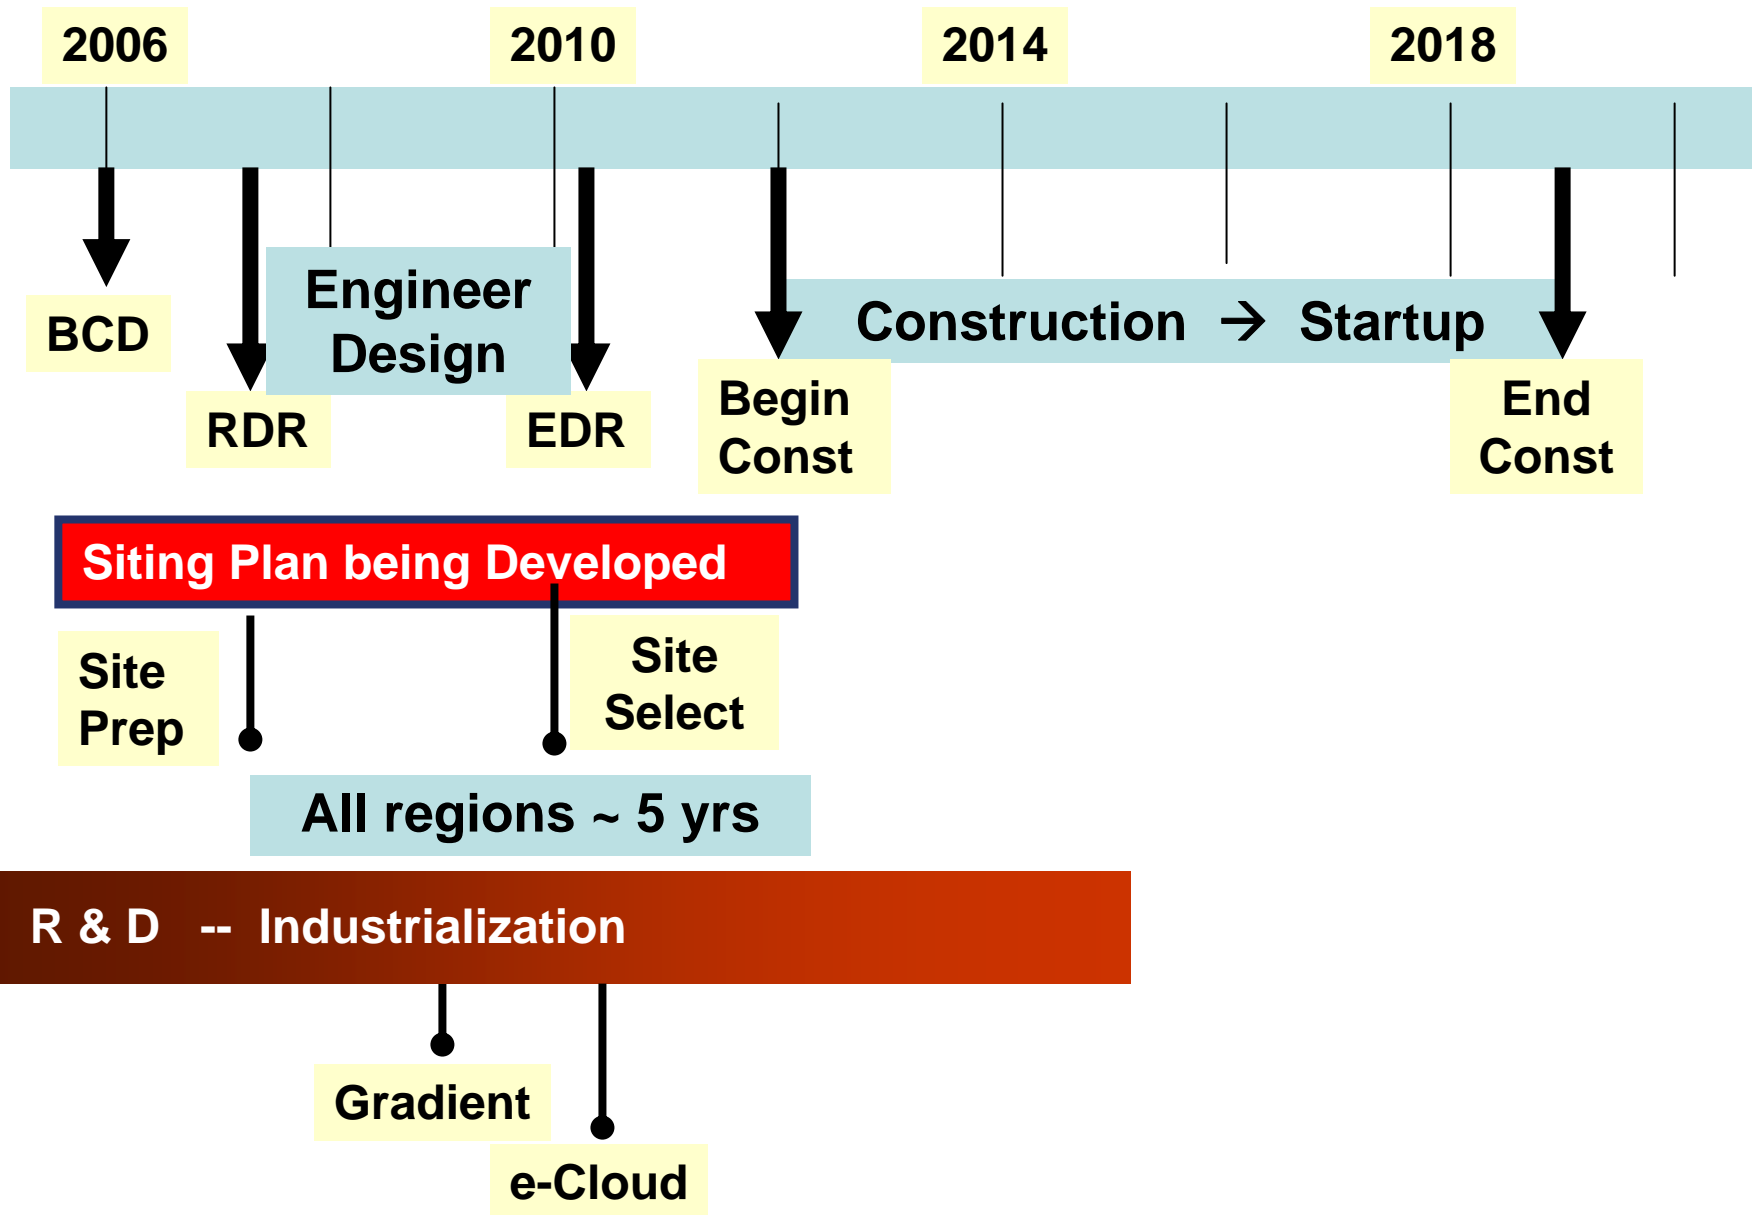 2006 2010 2014 2018
BCD
Engineer
Design
Construction → Startup
RDR
EDR
Begin
Const
End
Const
Siting Plan being Developed
Site
Prep
Site
Select
All regions ~ 5 yrs
R & D -- Industrialization
Gradient
e-Cloud